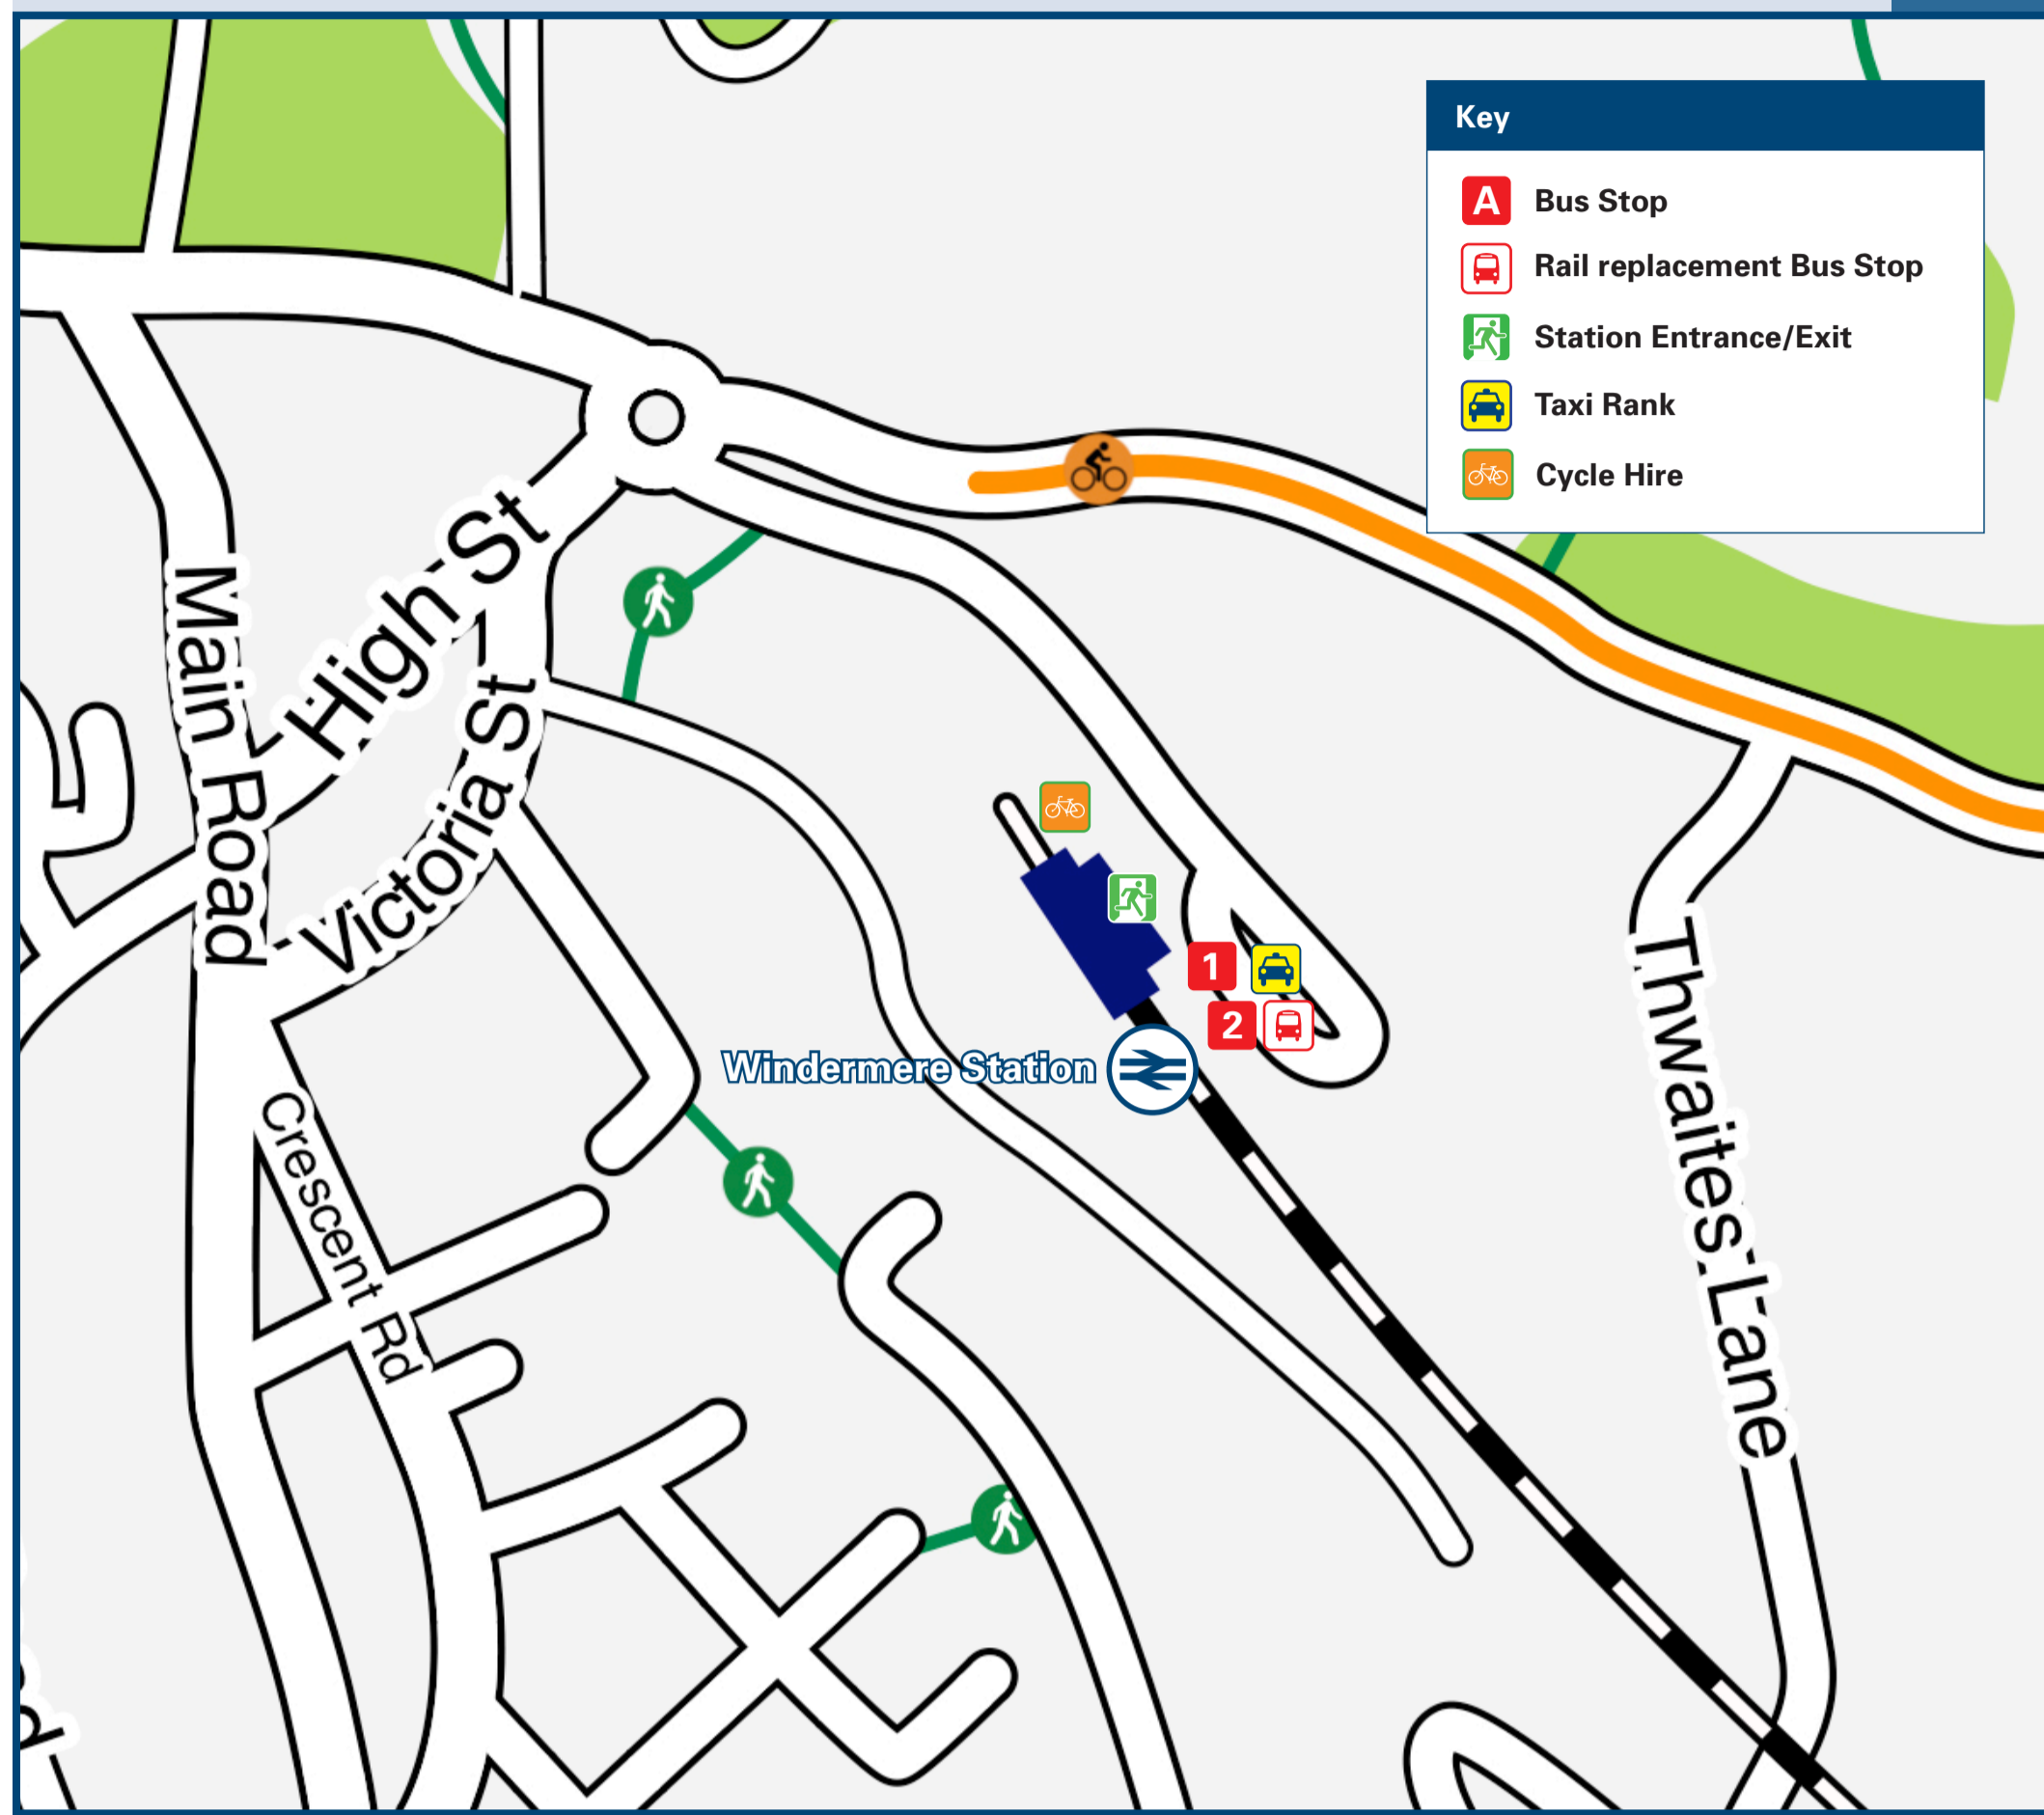 Key
A Bus Stop
Rail replacement Bus Stop
Station Entrance/Exit
Taxi Rank
Cycle Hire
High St
Main Road
Victoria St
1
2
Windermere Station
Thwaites Lane
Crescent Rd